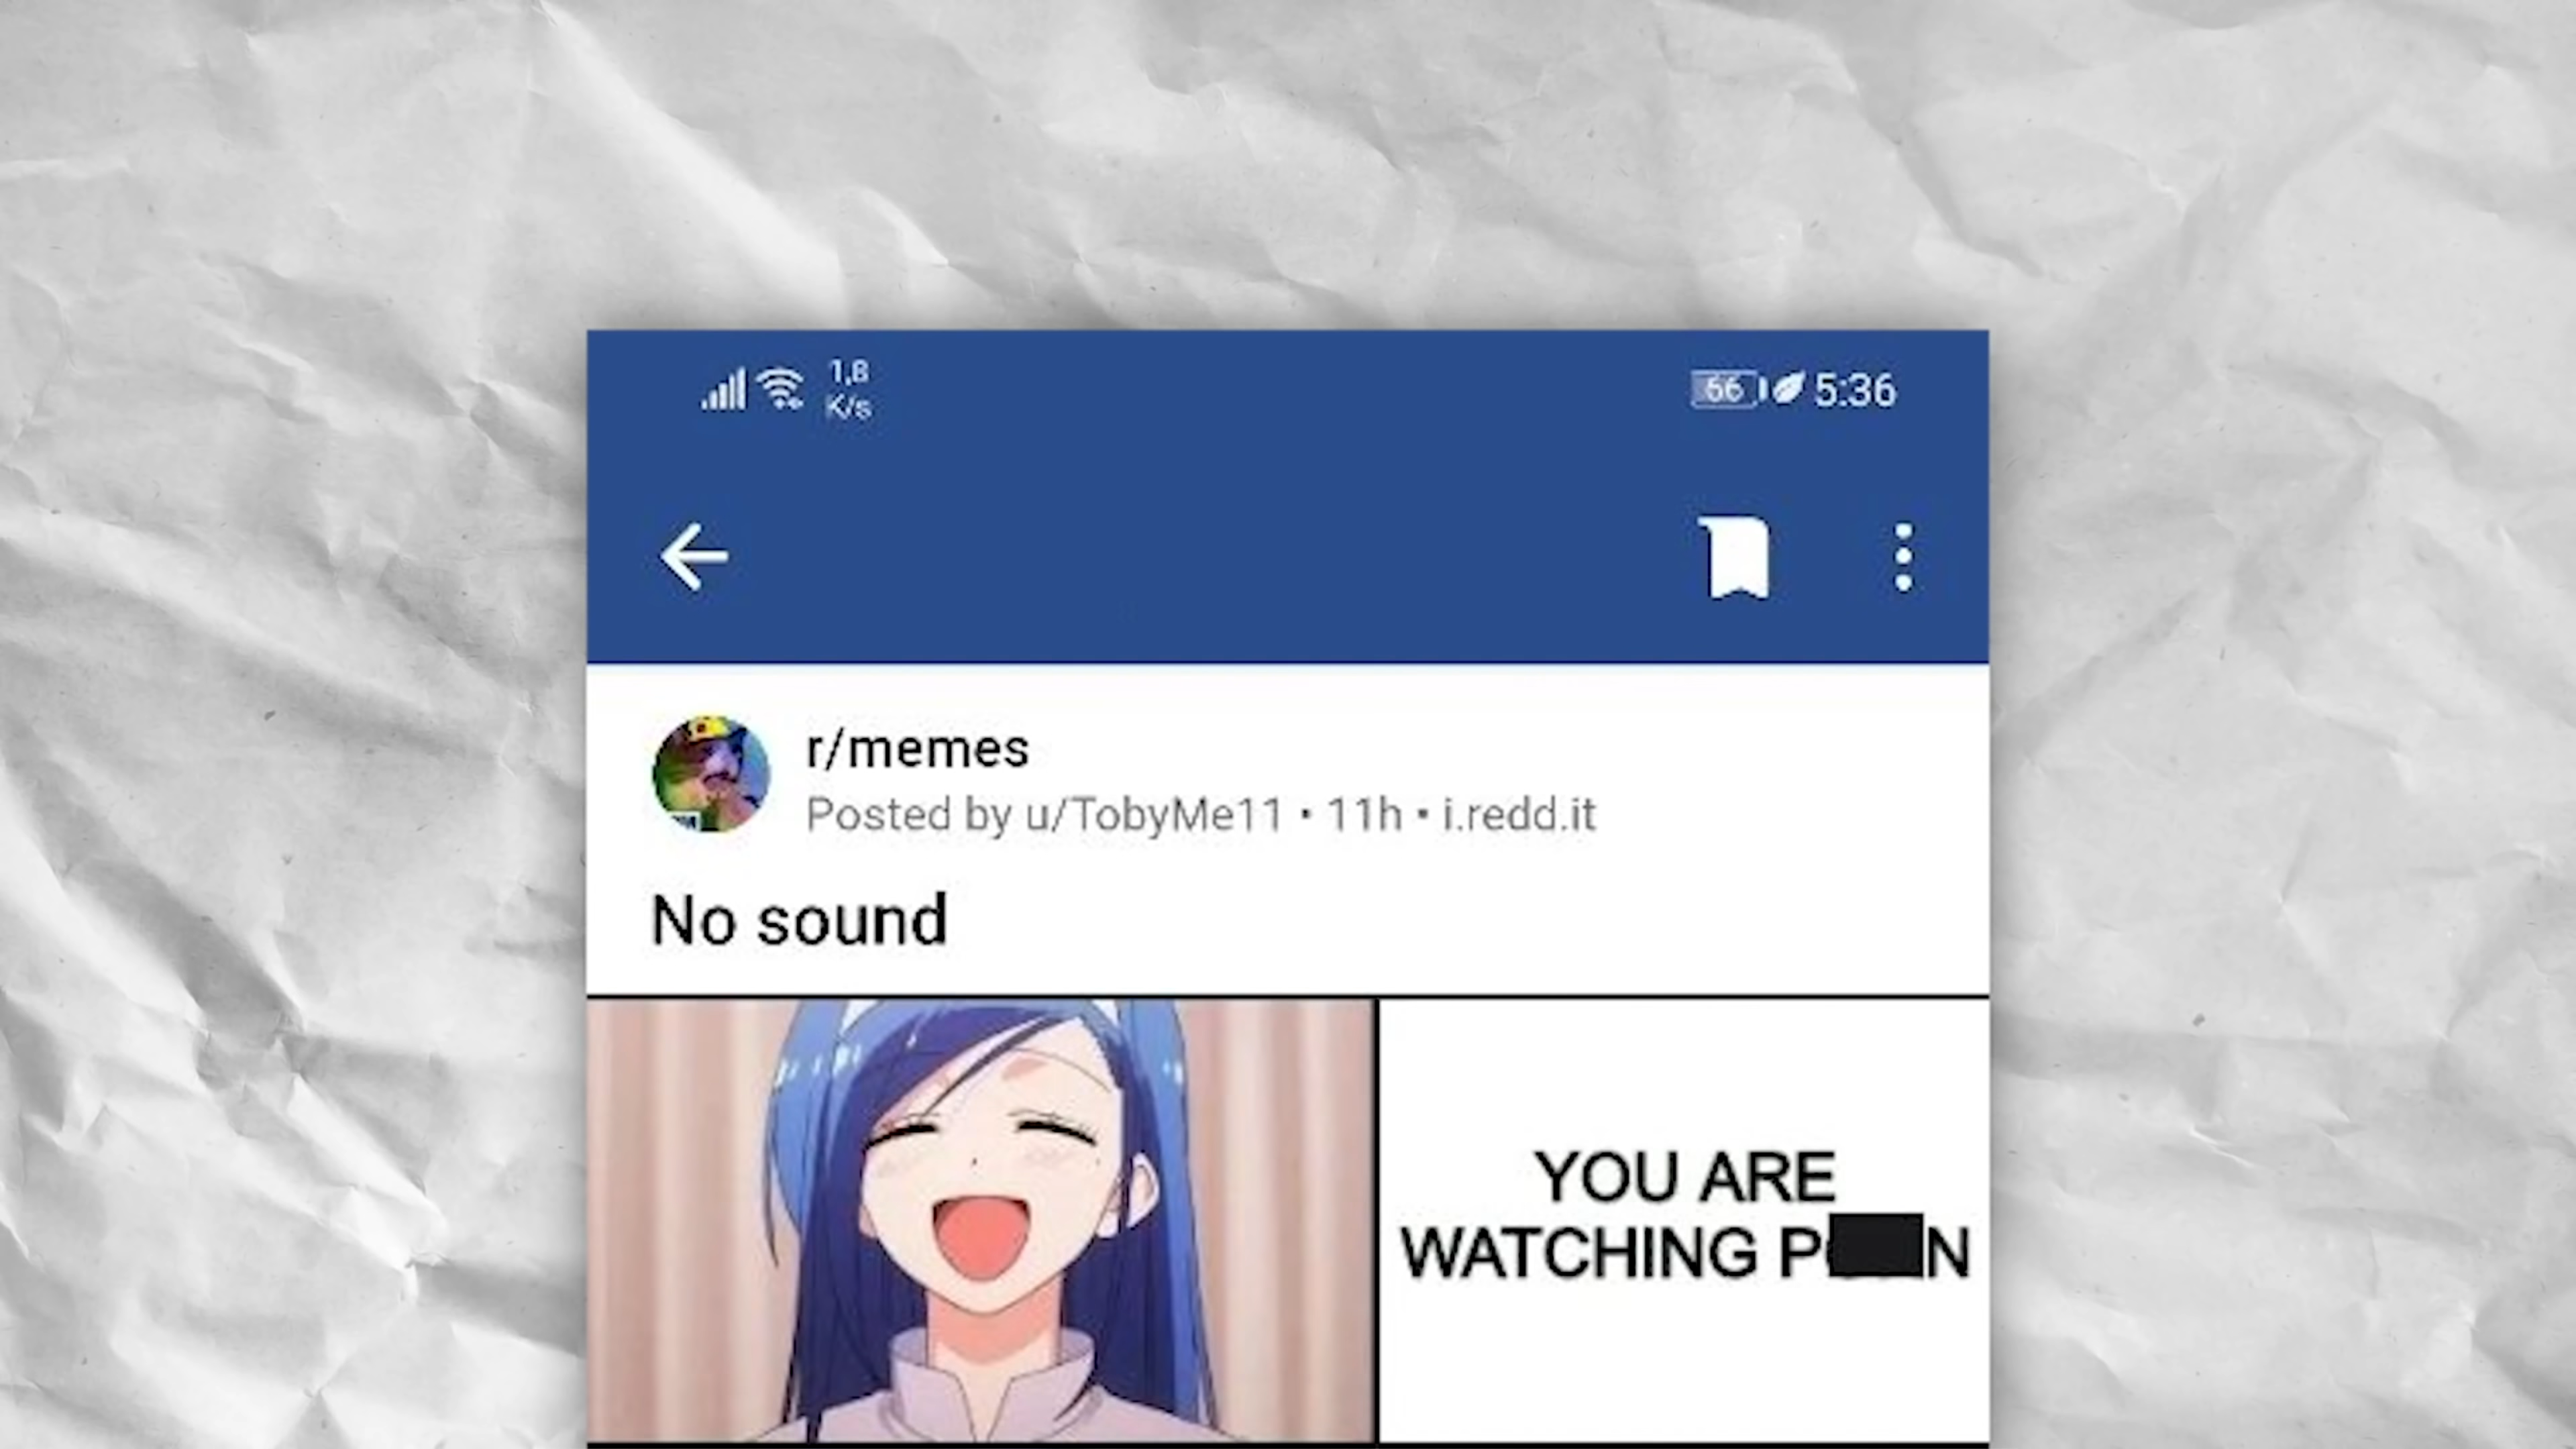 1,8
K/s
66
5:36
r/memes
Posted by u/TobyMe11 • 11h • i.redd.it
No sound
YOU ARE
WATCHING P N